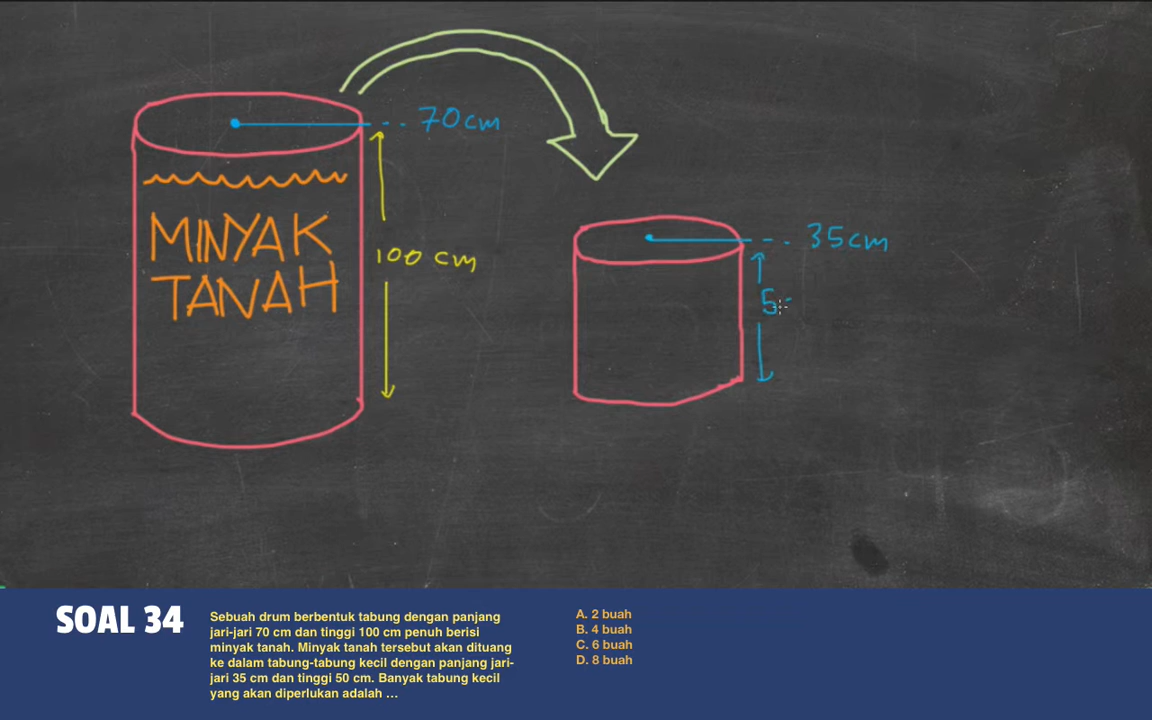 70cm
MINYAK
TANAH
100 cm
35cm
SOAL 34
Sebuah drum berbentuk tabung dengan panjang
jari-jari 70 cm dan tinggi 100 cm penuh berisi
minyak tanah. Minyak tanah tersebut akan dituang
ke dalam tabung-tabung kecil dengan panjang jari-
jari 35 cm dan tinggi 50 cm. Banyak tabung kecil
yang akan diperlukan adalah ...
A. 2 buah
B. 4 buah
C. 6 buah
D. 8 buah